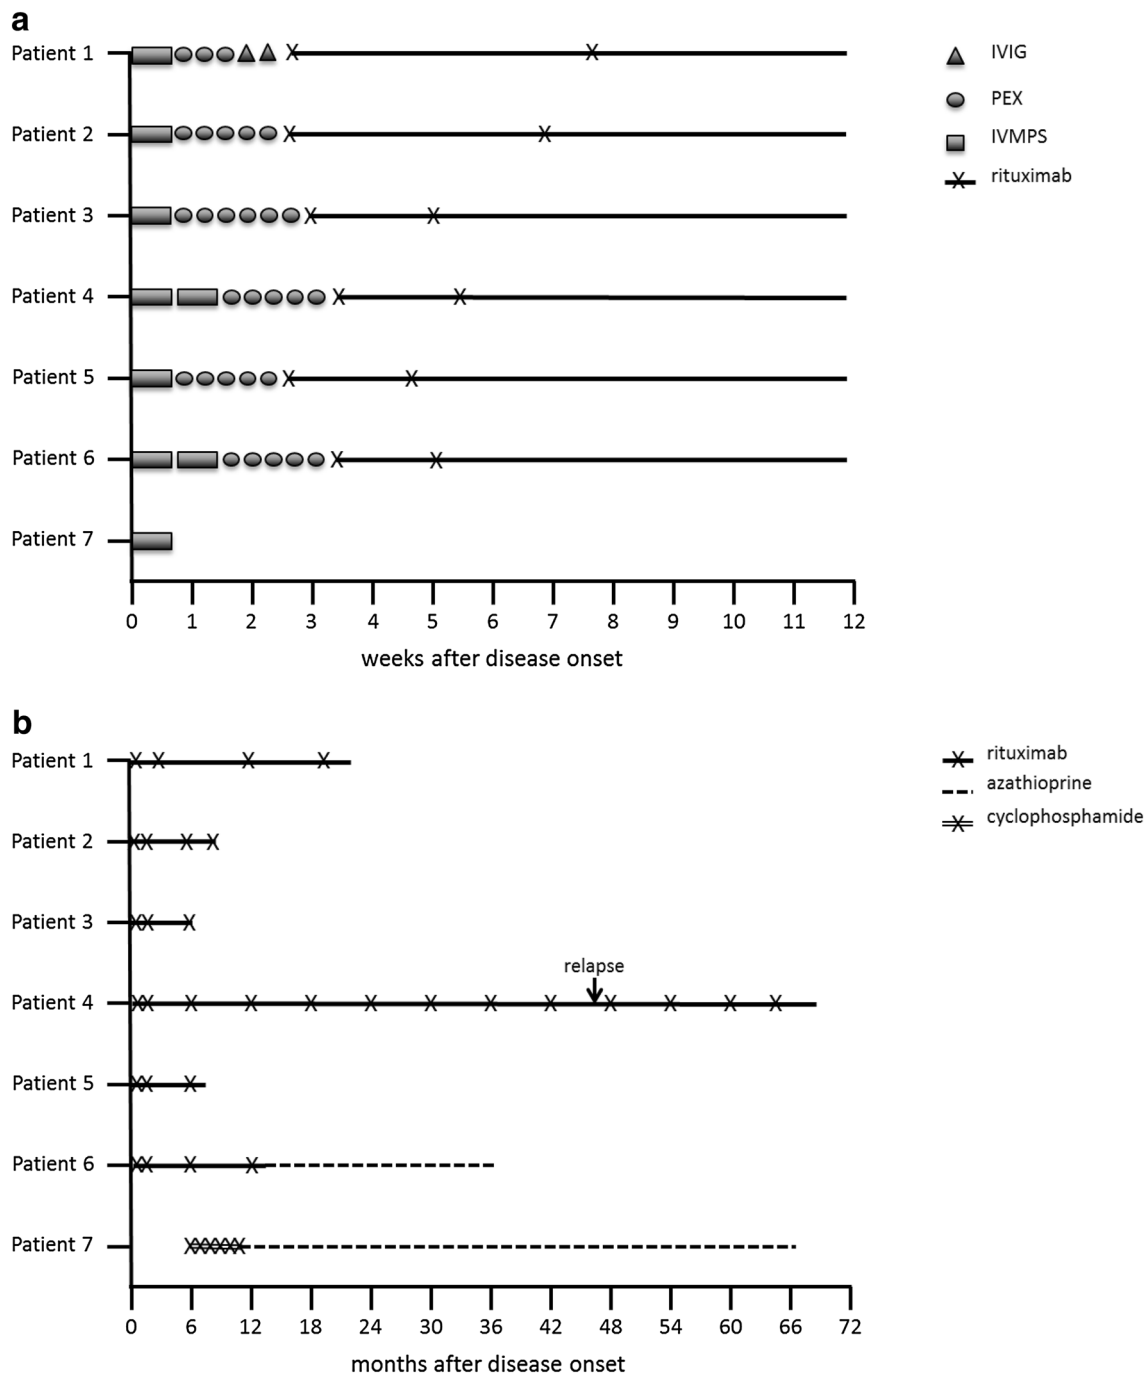 a
Patient 1
Patient 2
Patient 3
Patient 4
Patient 5
Patient 6
Patient 7
IVIG
PEX
IVMPS
rituximab
0 1 2 3 4 5 6 7 8 9 10 11 12
weeks after disease onset
b
Patient 1
Patient 2
Patient 3
Patient 4
Patient 5
Patient 6
Patient 7
relapse
rituximab
azathioprine
cyclophosphamide
0 6 12 18 24 30 36 42 48 54 60 66 72
months after disease onset